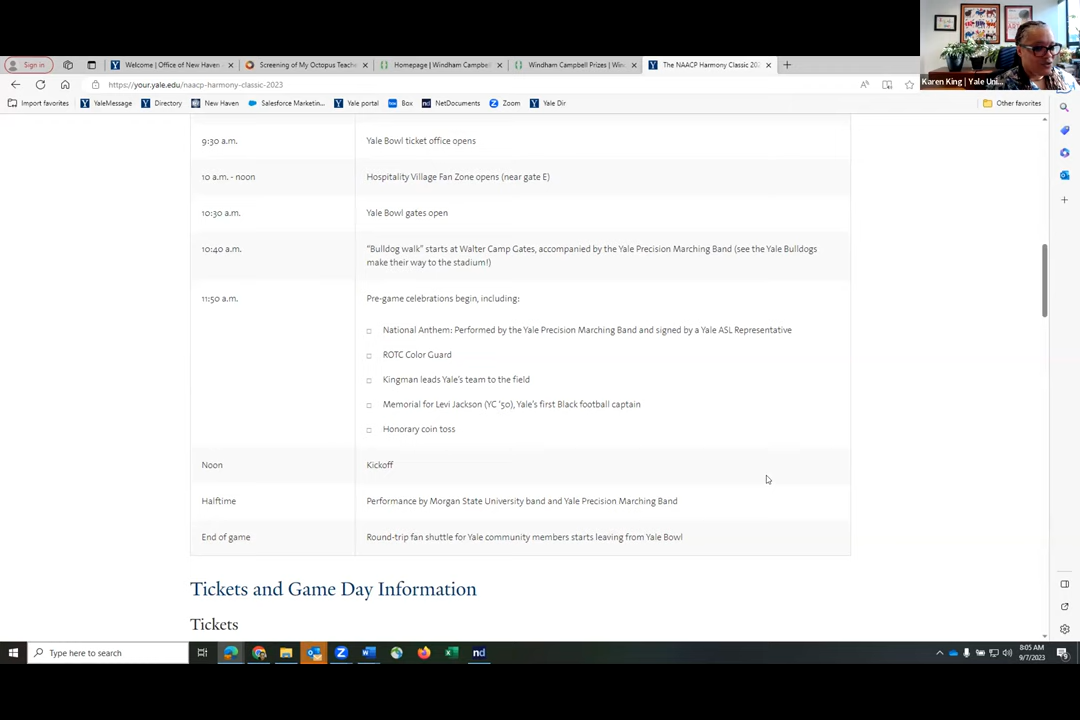 Sign in
Welcome | Office of New Haven
Screening of My Octopus Teach
Homepage | Windham Campbell
Windham Campbell Prizes | Win
The NAACP Harmony Classic 202
https://your.yale.edu/naacp-harmony-classic-2023
Karen King | Yale Uni...
Import favorites
YaleMessage
Directory
New Haven
Salesforce Marketin...
Yale portal
Box
NetDocuments
Zoom
Yale Dir
Other favorites
9:30 a.m.
Yale Bowl ticket office opens
10 a.m. - noon
Hospitality Village Fan Zone opens (near gate E)
10:30 a.m.
Yale Bowl gates open
10:40 a.m.
“Bulldog walk” starts at Walter Camp Gates, accompanied by the Yale Precision Marching Band (see the Yale Bulldogs
make their way to the stadium!)
11:50 a.m.
Pre-game celebrations begin, including:
National Anthem: Performed by the Yale Precision Marching Band and signed by a Yale ASL Representative
ROTC Color Guard
Kingman leads Yale’s team to the field
Memorial for Levi Jackson (YC ’50), Yale’s first Black football captain
Honorary coin toss
Noon
Kickoff
Halftime
Performance by Morgan State University band and Yale Precision Marching Band
End of game
Round-trip fan shuttle for Yale community members starts leaving from Yale Bowl
Tickets and Game Day Information
Tickets
Type here to search
nd
8:05 AM
9/7/2023